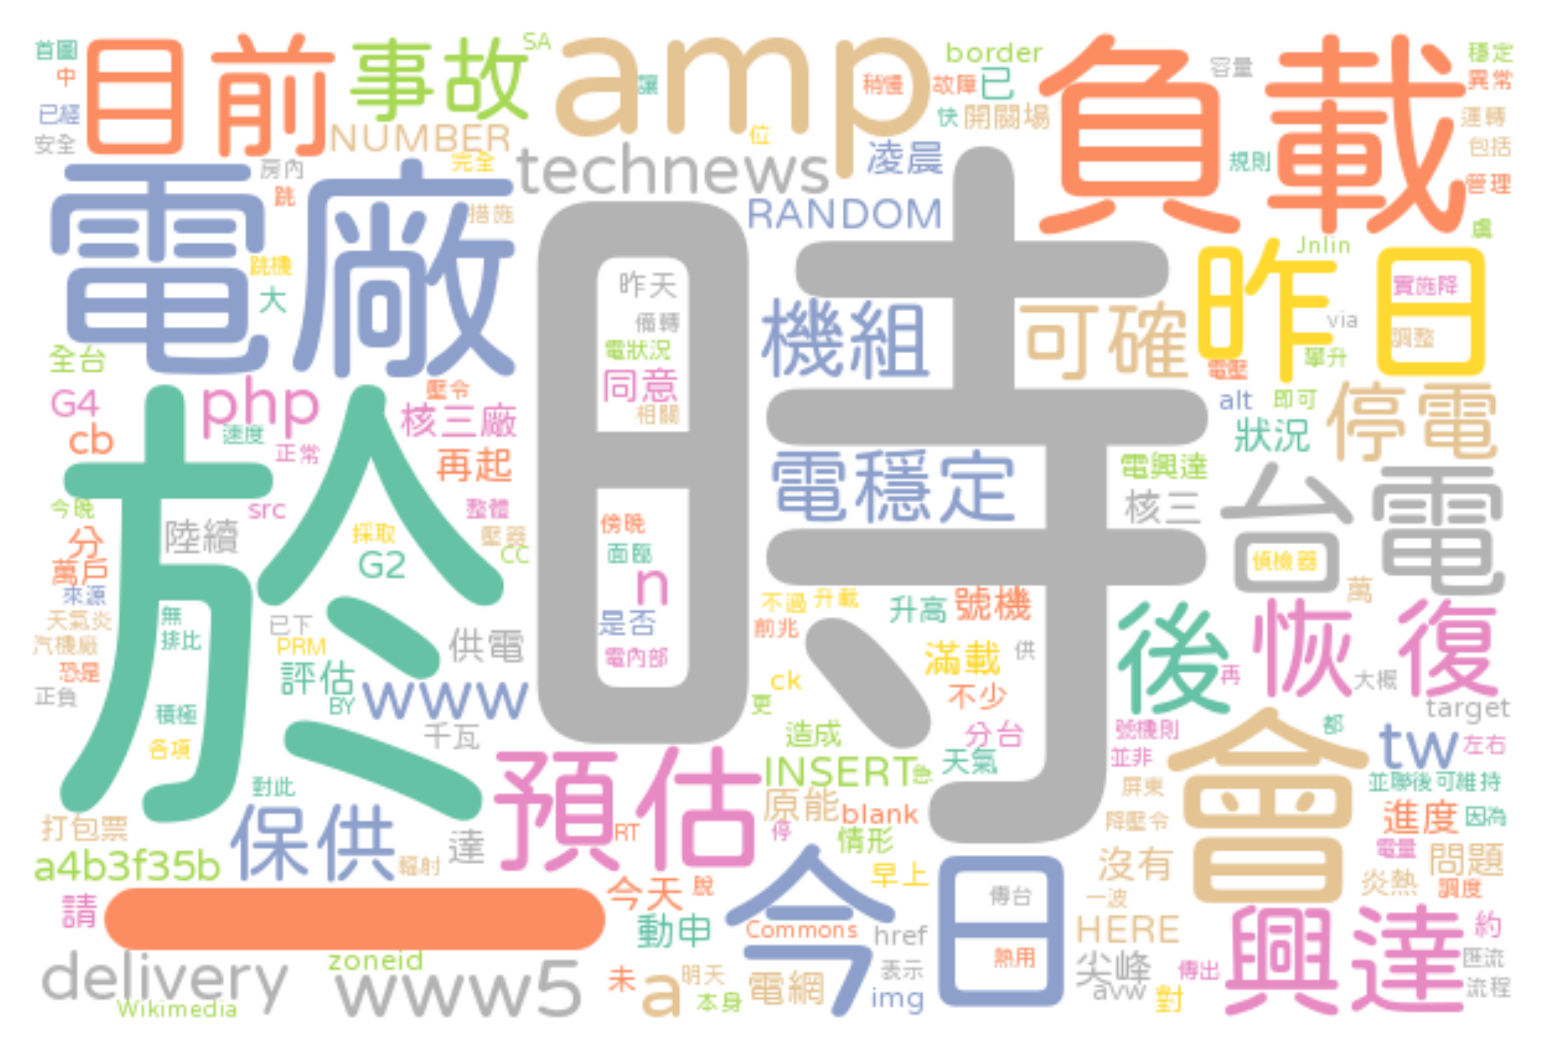 首圖
目前
事故
SA
amp
border
負載
容量
穩定
中
讓
稍慢
故障
已
異常
已經
NUMBER
快
開關場
運轉
安全
房內
完全
technews
位
凌晨
規則
包括
跳
措施
RANDOM
管理
電廠
時
昨日
Jnlin
跳機
大
昨天
機組
可確
via
實施降
備轉
調整
全台
電狀況
攀升
電壓
G4
php
壓令
同意
alt
即可
停電
cb
速度
核三廠
相關
狀況
正常
再起
電穩定
電興達
台電
於
今晚
src
整體
核三
分
陸續
採取
壓器
傍晚
偵檢器
萬戶
G2
CC
面臨
萬
來源
n
不過
升載
升高
號機
後
恢復
天氣炎
無
已下
是否
前兆
汽機廠
排比
PRM
供電
電內部
滿載
供
恐是
評估
ck
再
大概
正負
BY
www
更
不少
target
積極
千瓦
造成
分台
號機則
都
tw
左右
各項
預估
INSERT
天氣
並非
會
對此
屏東
並聯後可維持
打包票
保供
達
RT
停
原能
blank
降壓令
進度
因為
情形
a4b3f35b
輻射
早上
沒有
電量
問題
炎熱
調度
請
一
今天
脫
今日
傳台
一波
動申
Commons
href
HERE
興達
約
delivery
zoneid
www5
未
a
明天
電網
表示
熱用
尖峰
傳出
匯流
Wikimedia
本身
img
avw
對
流程